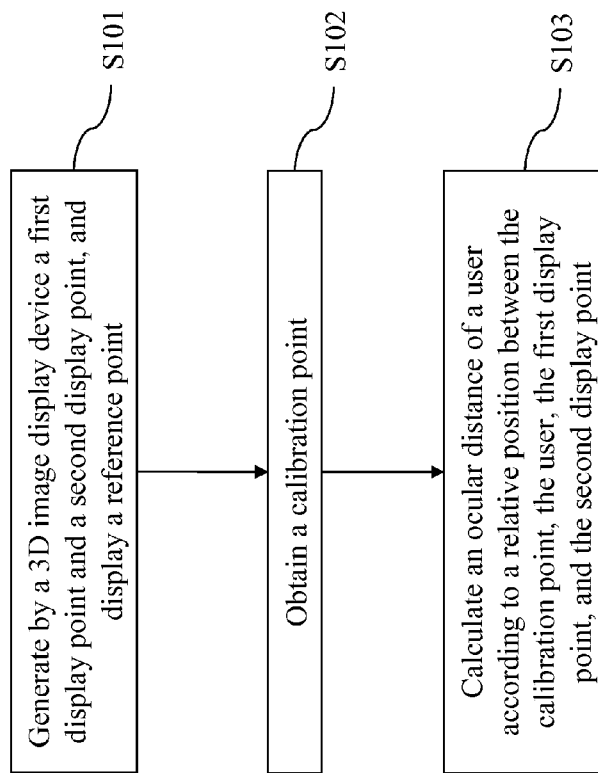 Generate by a 3D image display device a first
display point and a second display point, and
display a reference point
S101
Obtain a calibration point
S102
Calculate an ocular distance of a user
according to a relative position between the
calibration point, the user, the first display
point, and the second display point
S103